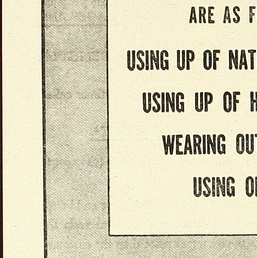 ARE AS
USING UP OF NAT
USING UP OF
WEARING OUT
USING